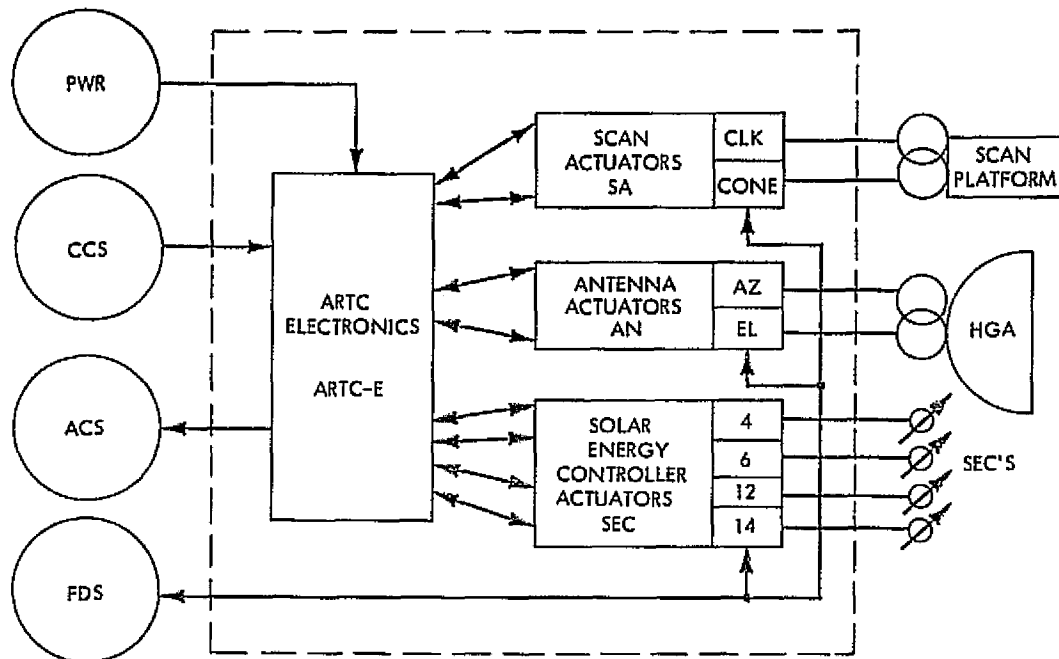 PWR
CCS
ACS
FDS
ARTC
ELECTRONICS
ARTC-E
SCAN
ACTUATORS
SA
CLK
CONE
SCAN
PLATFORM
ANTENNA
ACTUATORS
AN
AZ
EL
HGA
SOLAR
ENERGY
CONTROLLER
ACTUATORS
SEC
4
6
12
14
SEC'S